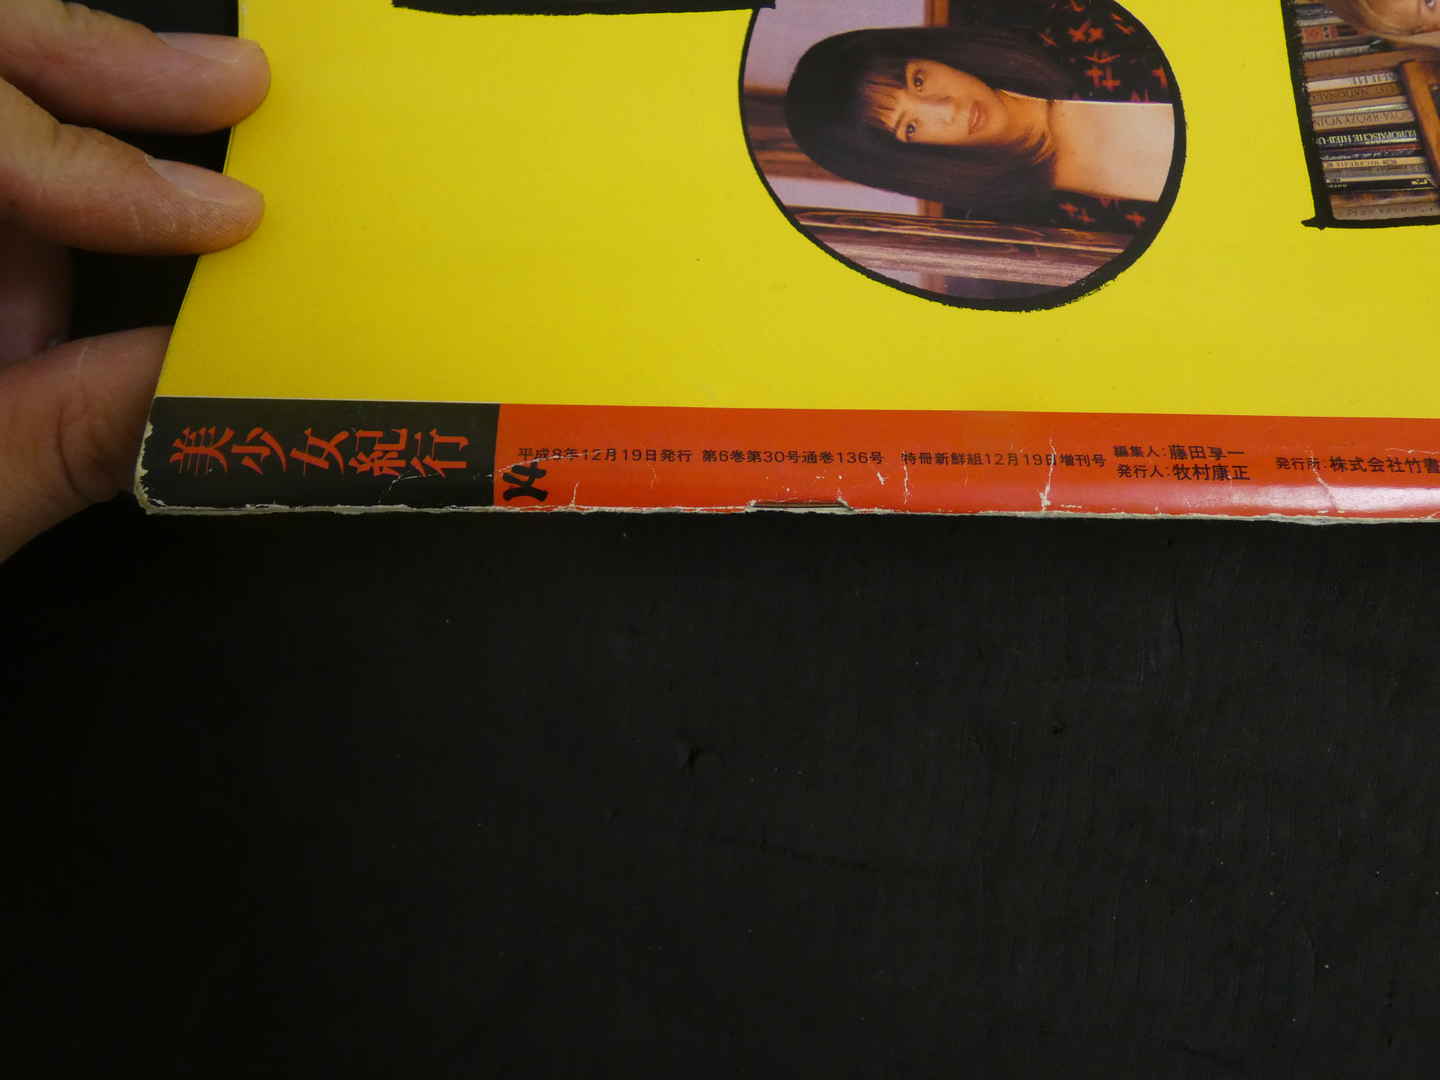 美少女紀行
14
平成8年12月19日発行 第6巻第30号通巻136号 特冊新鮮組12月19日増刊号
編集人:藤田享一
発行人:牧村康正
発行所:株式会社竹書